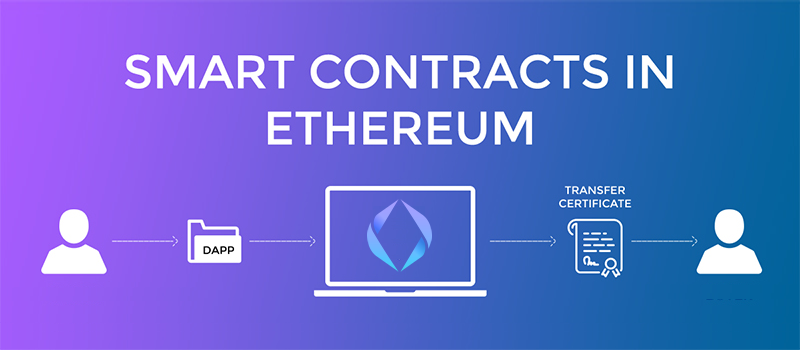 SMART CONTRACTS IN
ETHEREUM
DAPP
TRANSFER
CERTIFICATE